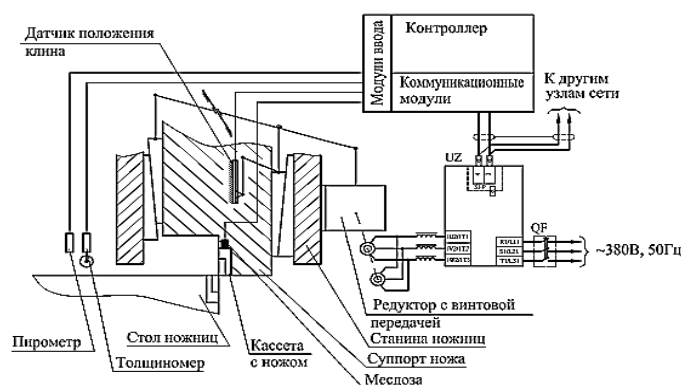 Датчик положения
клина
Модули ввода
Контроллер
Коммуникационные
модули
К другим
узлам сети
UZ
QF
~380В, 50Гц
Редуктор с винтовой
передачей
Станина ножниц
Стол ножниц
Кассета
с ножом
Суппорт ножа
Пирометр
Толщиномер
Месдоза